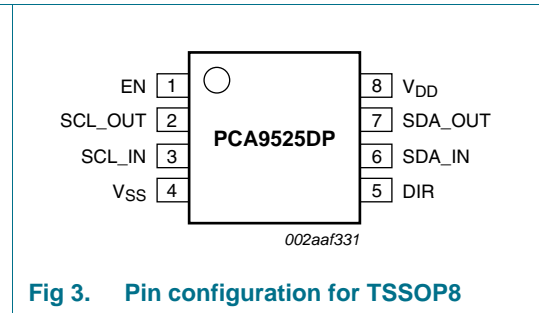 EN 1 8 VDD
SCL_OUT 2 7 SDA_OUT
PCA9525DP
SCL_IN 3 6 SDA_IN
VSS 4 5 DIR
002aaf331
Fig 3. Pin configuration for TSSOP8